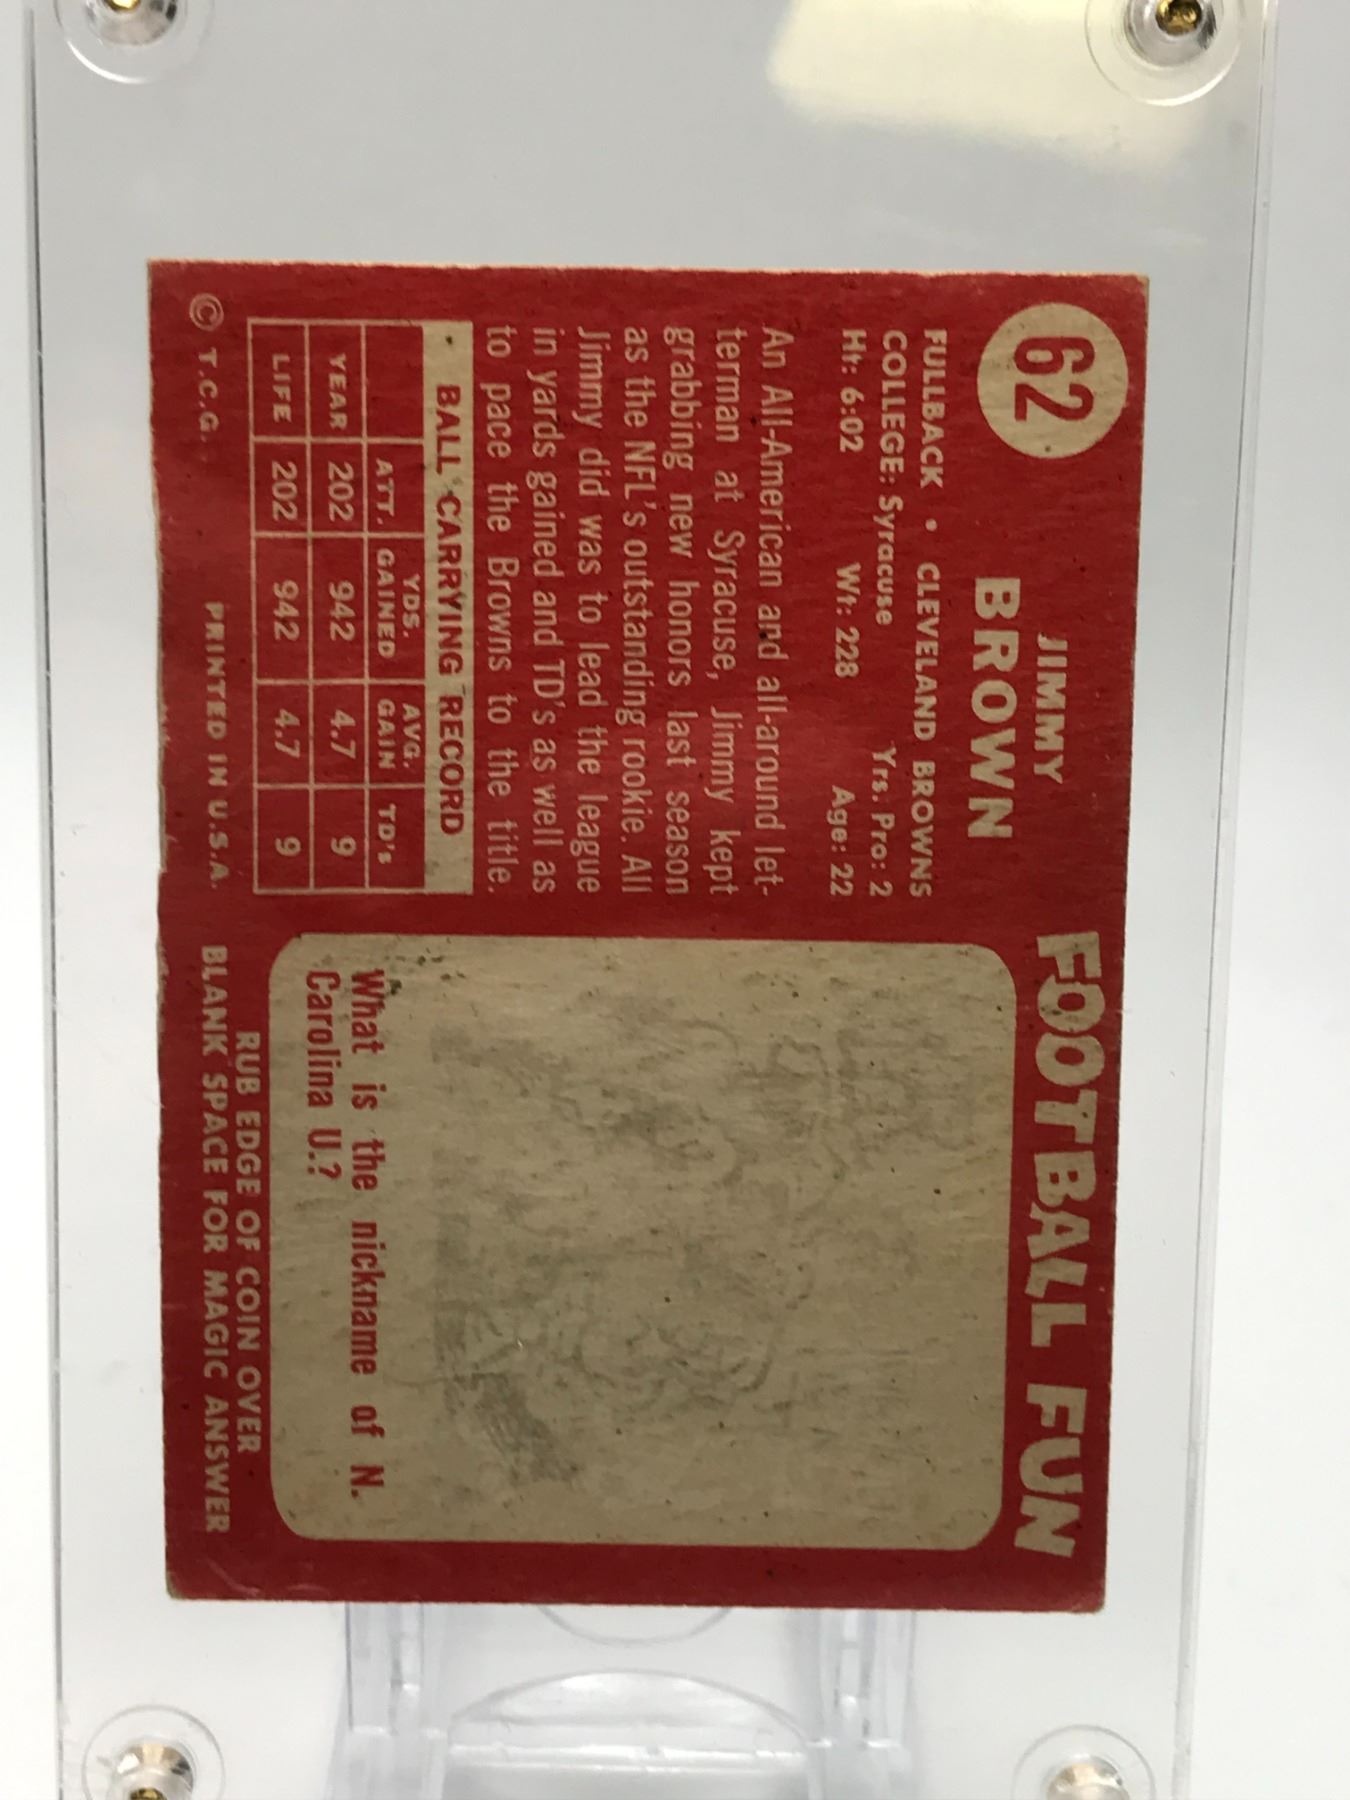 62
JIMMY
BROWN
FULLBACK • CLEVELAND BROWNS
COLLEGE: Syracuse Yrs. Pro: 2
Ht: 6:02 Wt: 228 Age: 22
An All-American and all-around let-
terman at Syracuse, Jimmy kept
grabbing new honors last season
as the NFL's outstanding rookie. All
Jimmy did was to lead the league
in yards gained and TD's as well as
to pace the Browns to the title.
BALL CARRYING RECORD
ATT. YDS. GAINED AVG. GAIN TD's
YEAR 202 942 4.7 9
LIFE 202 942 4.7 9
© T.C.G. PRINTED IN U.S.A.
FOOTBALL FUN
What is the nickname of N.
Carolina U.?
RUB EDGE OF COIN OVER
BLANK SPACE FOR MAGIC ANSWER